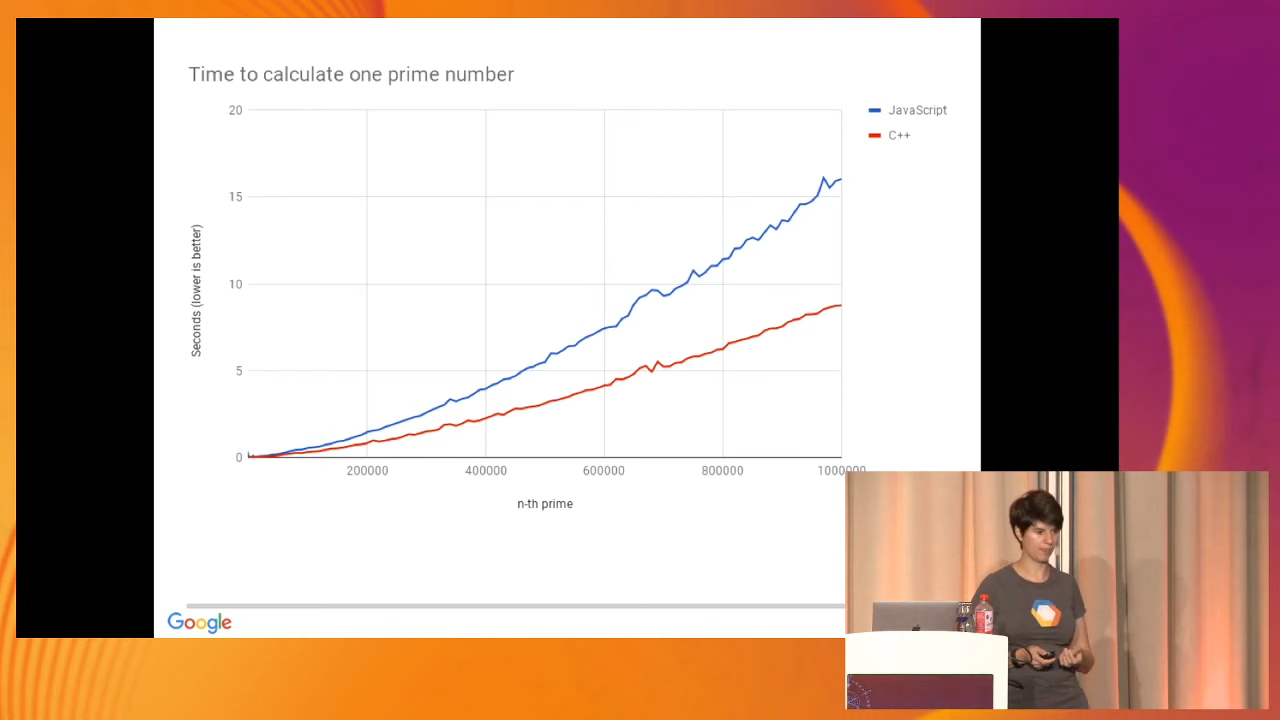 Time to calculate one prime number
JavaScript
C++
20
15
10
5
0
Seconds (lower is better)
200000
400000
600000
800000
1000000
n-th prime
Google